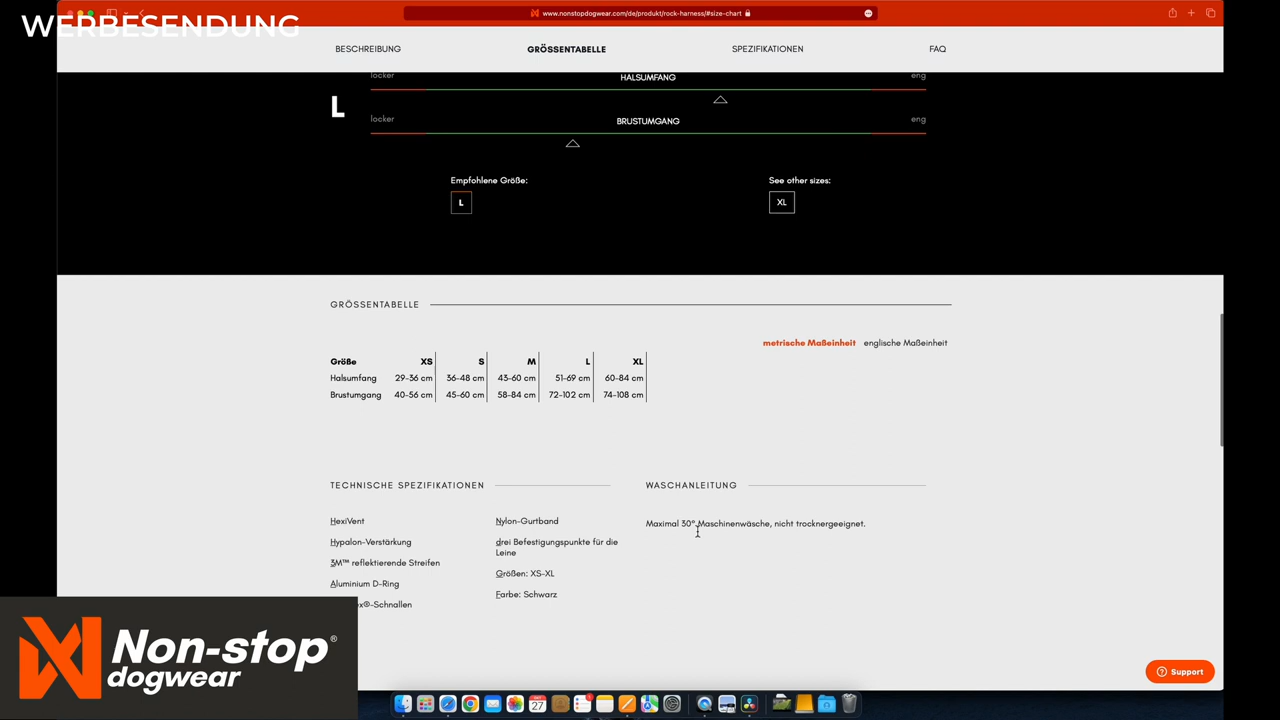 WERBESENDUNG
www.nonstopdogwear.com/de/produkt/rock-harness/#size-chart
BESCHREIBUNG GRÖSSENTABELLE SPEZIFIKATIONEN FAQ
locker HALSUMFANG eng
L
locker BRUSTUMGANG eng
Empfohlene Größe: See other sizes:
L XL
GRÖSSENTABELLE
metrische Maßeinheit englische Maßeinheit
Größe XS S M L XL
Halsumfang 29-36 cm 36-48 cm 43-60 cm 51-69 cm 60-84 cm
Brustumgang 40-56 cm 45-60 cm 58-84 cm 72-102 cm 74-108 cm
TECHNISCHE SPEZIFIKATIONEN WASCHANLEITUNG
HexiVent Nylon-Gurtband Maximal 30° Maschinenwäsche, nicht trocknergeeignet.
Hypalon-Verstärkung drei Befestigungspunkte für die
Leine
3M™ reflektierende Streifen
Größen: XS-XL
Aluminium D-Ring
Farbe: Schwarz
x®-Schnallen
Non-stop®
dogwear
Support
OKT
27